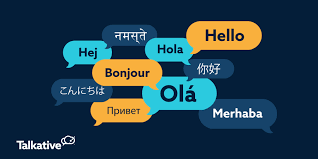 नमस्ते
Hello
Hej
Hola
Bonjour
你好
こんにちは
Olá
Привет
Merhaba
Talkative